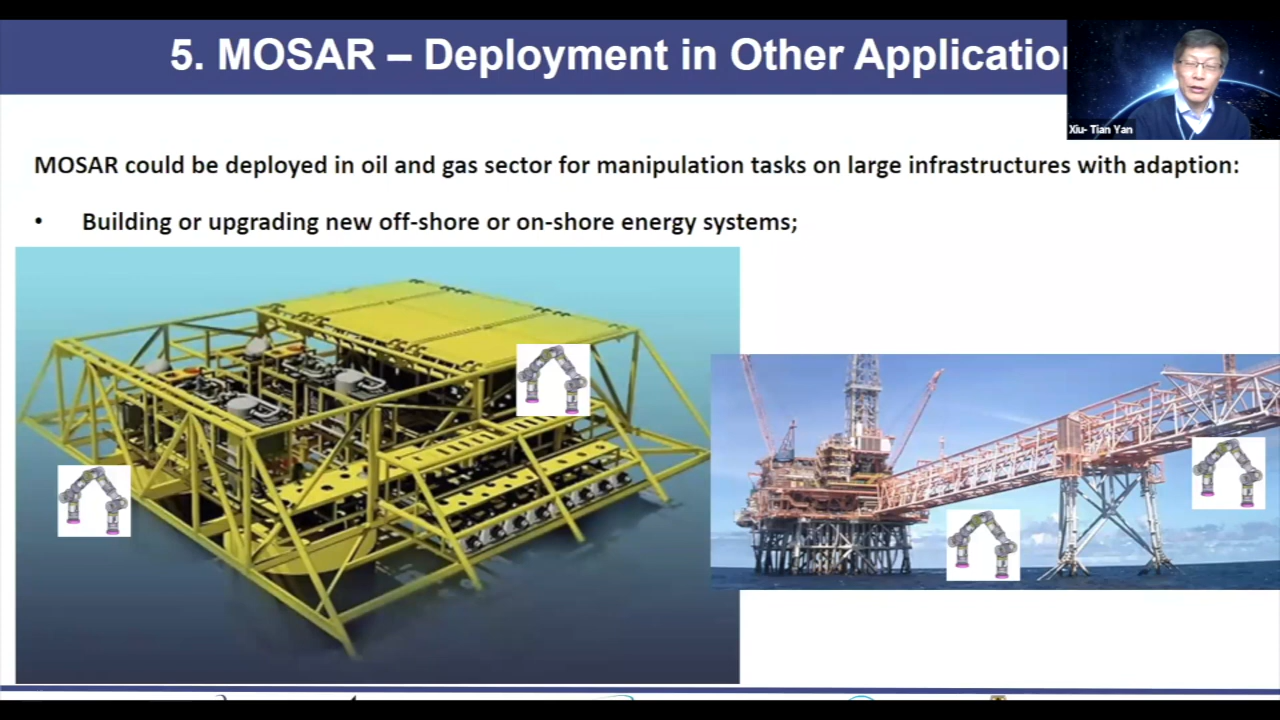 5. MOSAR – Deployment in Other Applicatio
Xiu- Tian Yan
MOSAR could be deployed in oil and gas sector for manipulation tasks on large infrastructures with adaption:
• Building or upgrading new off-shore or on-shore energy systems;